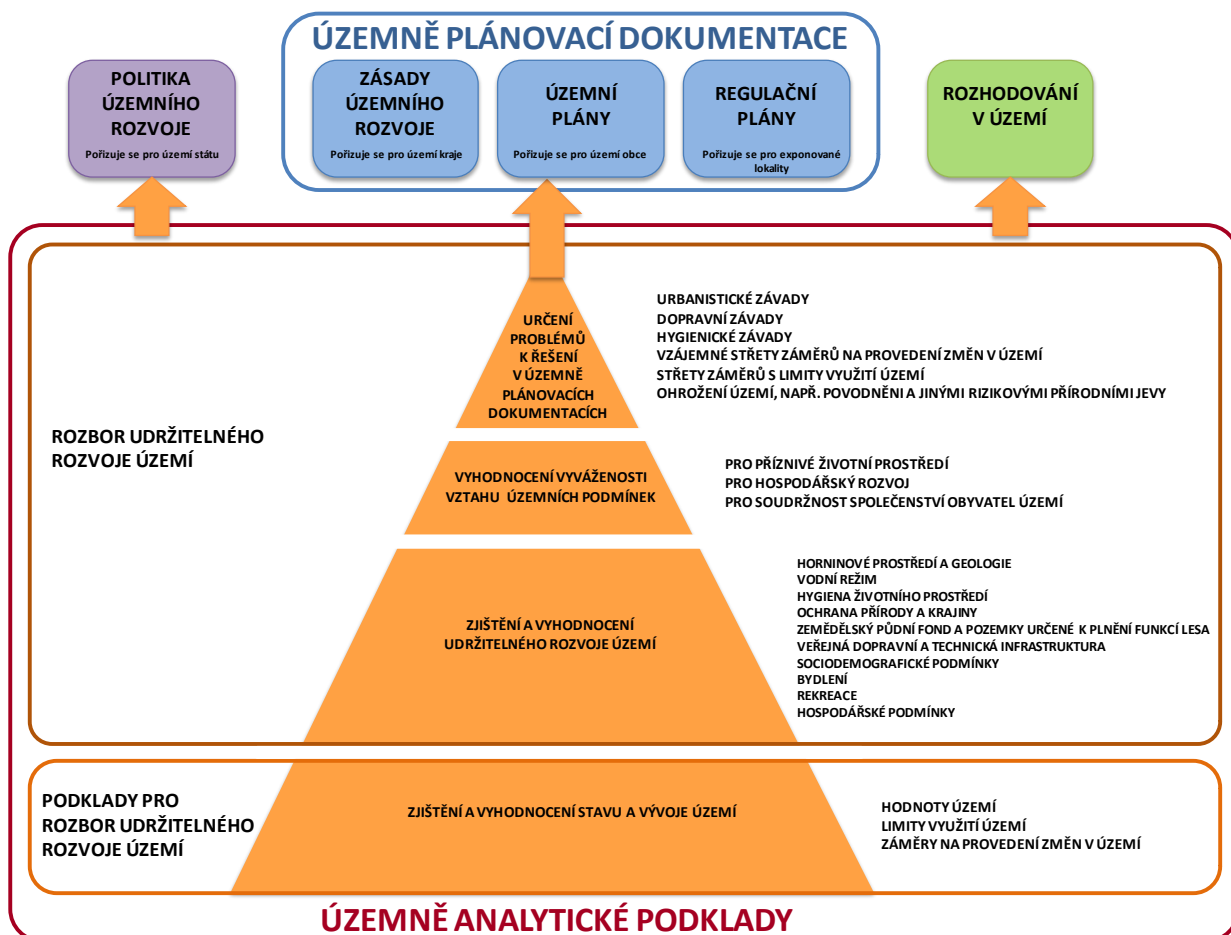 ÚZEMNĚ PLÁNOVACÍ DOKUMENTACE
POLITIKA
ÚZEMNÍHO
ROZVOJE
Pořizuje se pro území státu
ZÁSADY
ÚZEMNÍHO
ROZVOJE
Pořizuje se pro území kraje
ÚZEMNÍ
PLÁNY
Pořizuje se pro území obce
REGULAČNÍ
PLÁNY
Pořizuje se pro exponované
lokality
ROZHODOVÁNÍ
V ÚZEMÍ
URČENÍ
PROBLÉMŮ
K ŘEŠENÍ
V ÚZEMNĚ
PLÁNOVACÍCH
DOKUMENTACÍCH
URBANISTICKÉ ZÁVADY
DOPRAVNÍ ZÁVADY
HYGIENICKÉ ZÁVADY
VZÁJEMNÉ STŘETY ZÁMĚRŮ NA PROVEDENÍ ZMĚN V ÚZEMÍ
STŘETY ZÁMĚRŮ S LIMITY VYUŽITÍ ÚZEMÍ
OHROŽENÍ ÚZEMÍ, NAPŘ. POVODNĚNI A JINÝMI RIZIKOVÝMI PŘÍRODNÍMI JEVY
ROZBOR UDRŽITELNÉHO
ROZVOJE ÚZEMÍ
VYHODNOCENÍ VYVÁŽENOSTI
VZTAHU ÚZEMNÍCH PODMÍNEK
PRO PŘÍZNIVÉ ŽIVOTNÍ PROSTŘEDÍ
PRO HOSPODÁŘSKÝ ROZVOJ
PRO SOUDRŽNOST SPOLEČENSTVÍ OBYVATEL ÚZEMÍ
ZJIŠTĚNÍ A VYHODNOCENÍ
UDRŽITELNÉHO ROZVOJE ÚZEMÍ
HORNINOVÉ PROSTŘEDÍ A GEOLOGIE
VODNÍ REŽIM
HYGIENA ŽIVOTNÍHO PROSTŘEDÍ
OCHRANA PŘÍRODY A KRAJINY
ZEMĚDĚLSKÝ PŮDNÍ FOND A POZEMKY URČENÉ K PLNĚNÍ FUNKCÍ LESA
VEŘEJNÁ DOPRAVNÍ A TECHNICKÁ INFRASTRUKTURA
SOCIODEMOGRAFICKÉ PODMÍNKY
BYDLENÍ
REKREACE
HOSPODÁŘSKÉ PODMÍNKY
PODKLADY PRO
ROZBOR UDRŽITELNÉHO
ROZVOJE ÚZEMÍ
ZJIŠTĚNÍ A VYHODNOCENÍ STAVU A VÝVOJE ÚZEMÍ
HODNOTY ÚZEMÍ
LIMITY VYUŽITÍ ÚZEMÍ
ZÁMĚRY NA PROVEDENÍ ZMĚN V ÚZEMÍ
ÚZEMNĚ ANALYTICKÉ PODKLADY